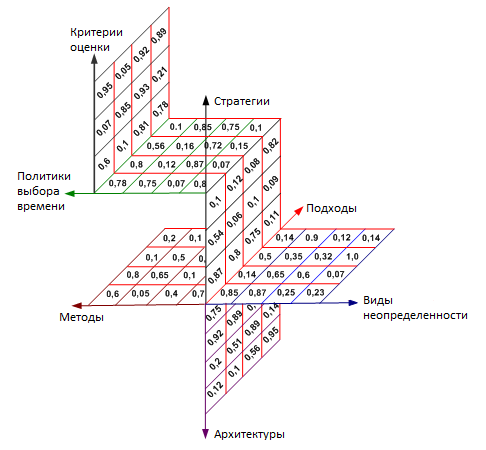 Критерии
оценки
0,95 0,05 0,92 0,89
0,07 0,85 0,93 0,21
0,6 0,1 0,81 0,78
Стратегии
0.1 0,85 0,75 0,1
0,56 0,16 0,72 0,15
0,8 0,12 0,87 0,07
0,78 0,75 0,07 0,8
Политики
выбора
времени
0,1 0,12 0,08 0,82
0,54 0,06 0,1 0,09
0,87 0,8 0,75 0,11
Подходы
0,2 0,1
0,1 0,5 0,
0,8 0,65 0,1
0,6 0,05 0,4 0,7
0,14 0.9 0,12 0,14
0,5 0,35 0,32 1,0
0,14 0,65 0,6 0,07
0,85 0,87 0,25 0,23
Методы
Виды
неопределенности
0,75 0,89 0, 0,14
0,92 0,51 0,89 0,95
0,2 0,1 0,56
0,12
Архитектуры